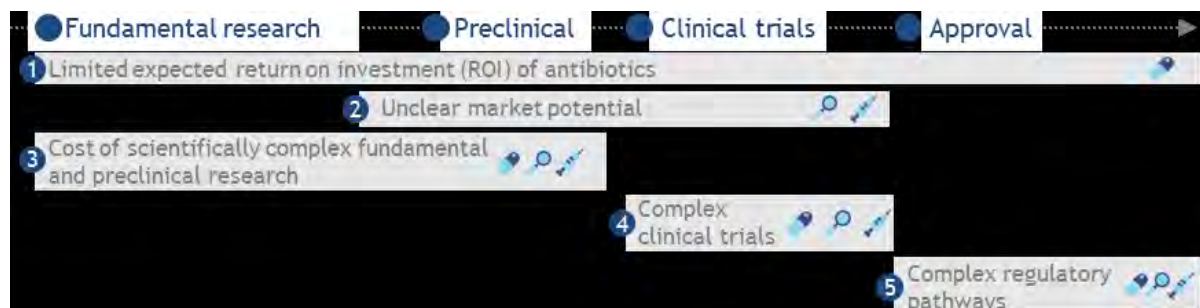 Fundamental research Preclinical Clinical trials Approval
1 Limited expected return on investment (ROI) of antibiotics
2 Unclear market potential
3 Cost of scientifically complex fundamental
and preclinical research
4 Complex
clinical trials
5 Complex regulatory
pathways